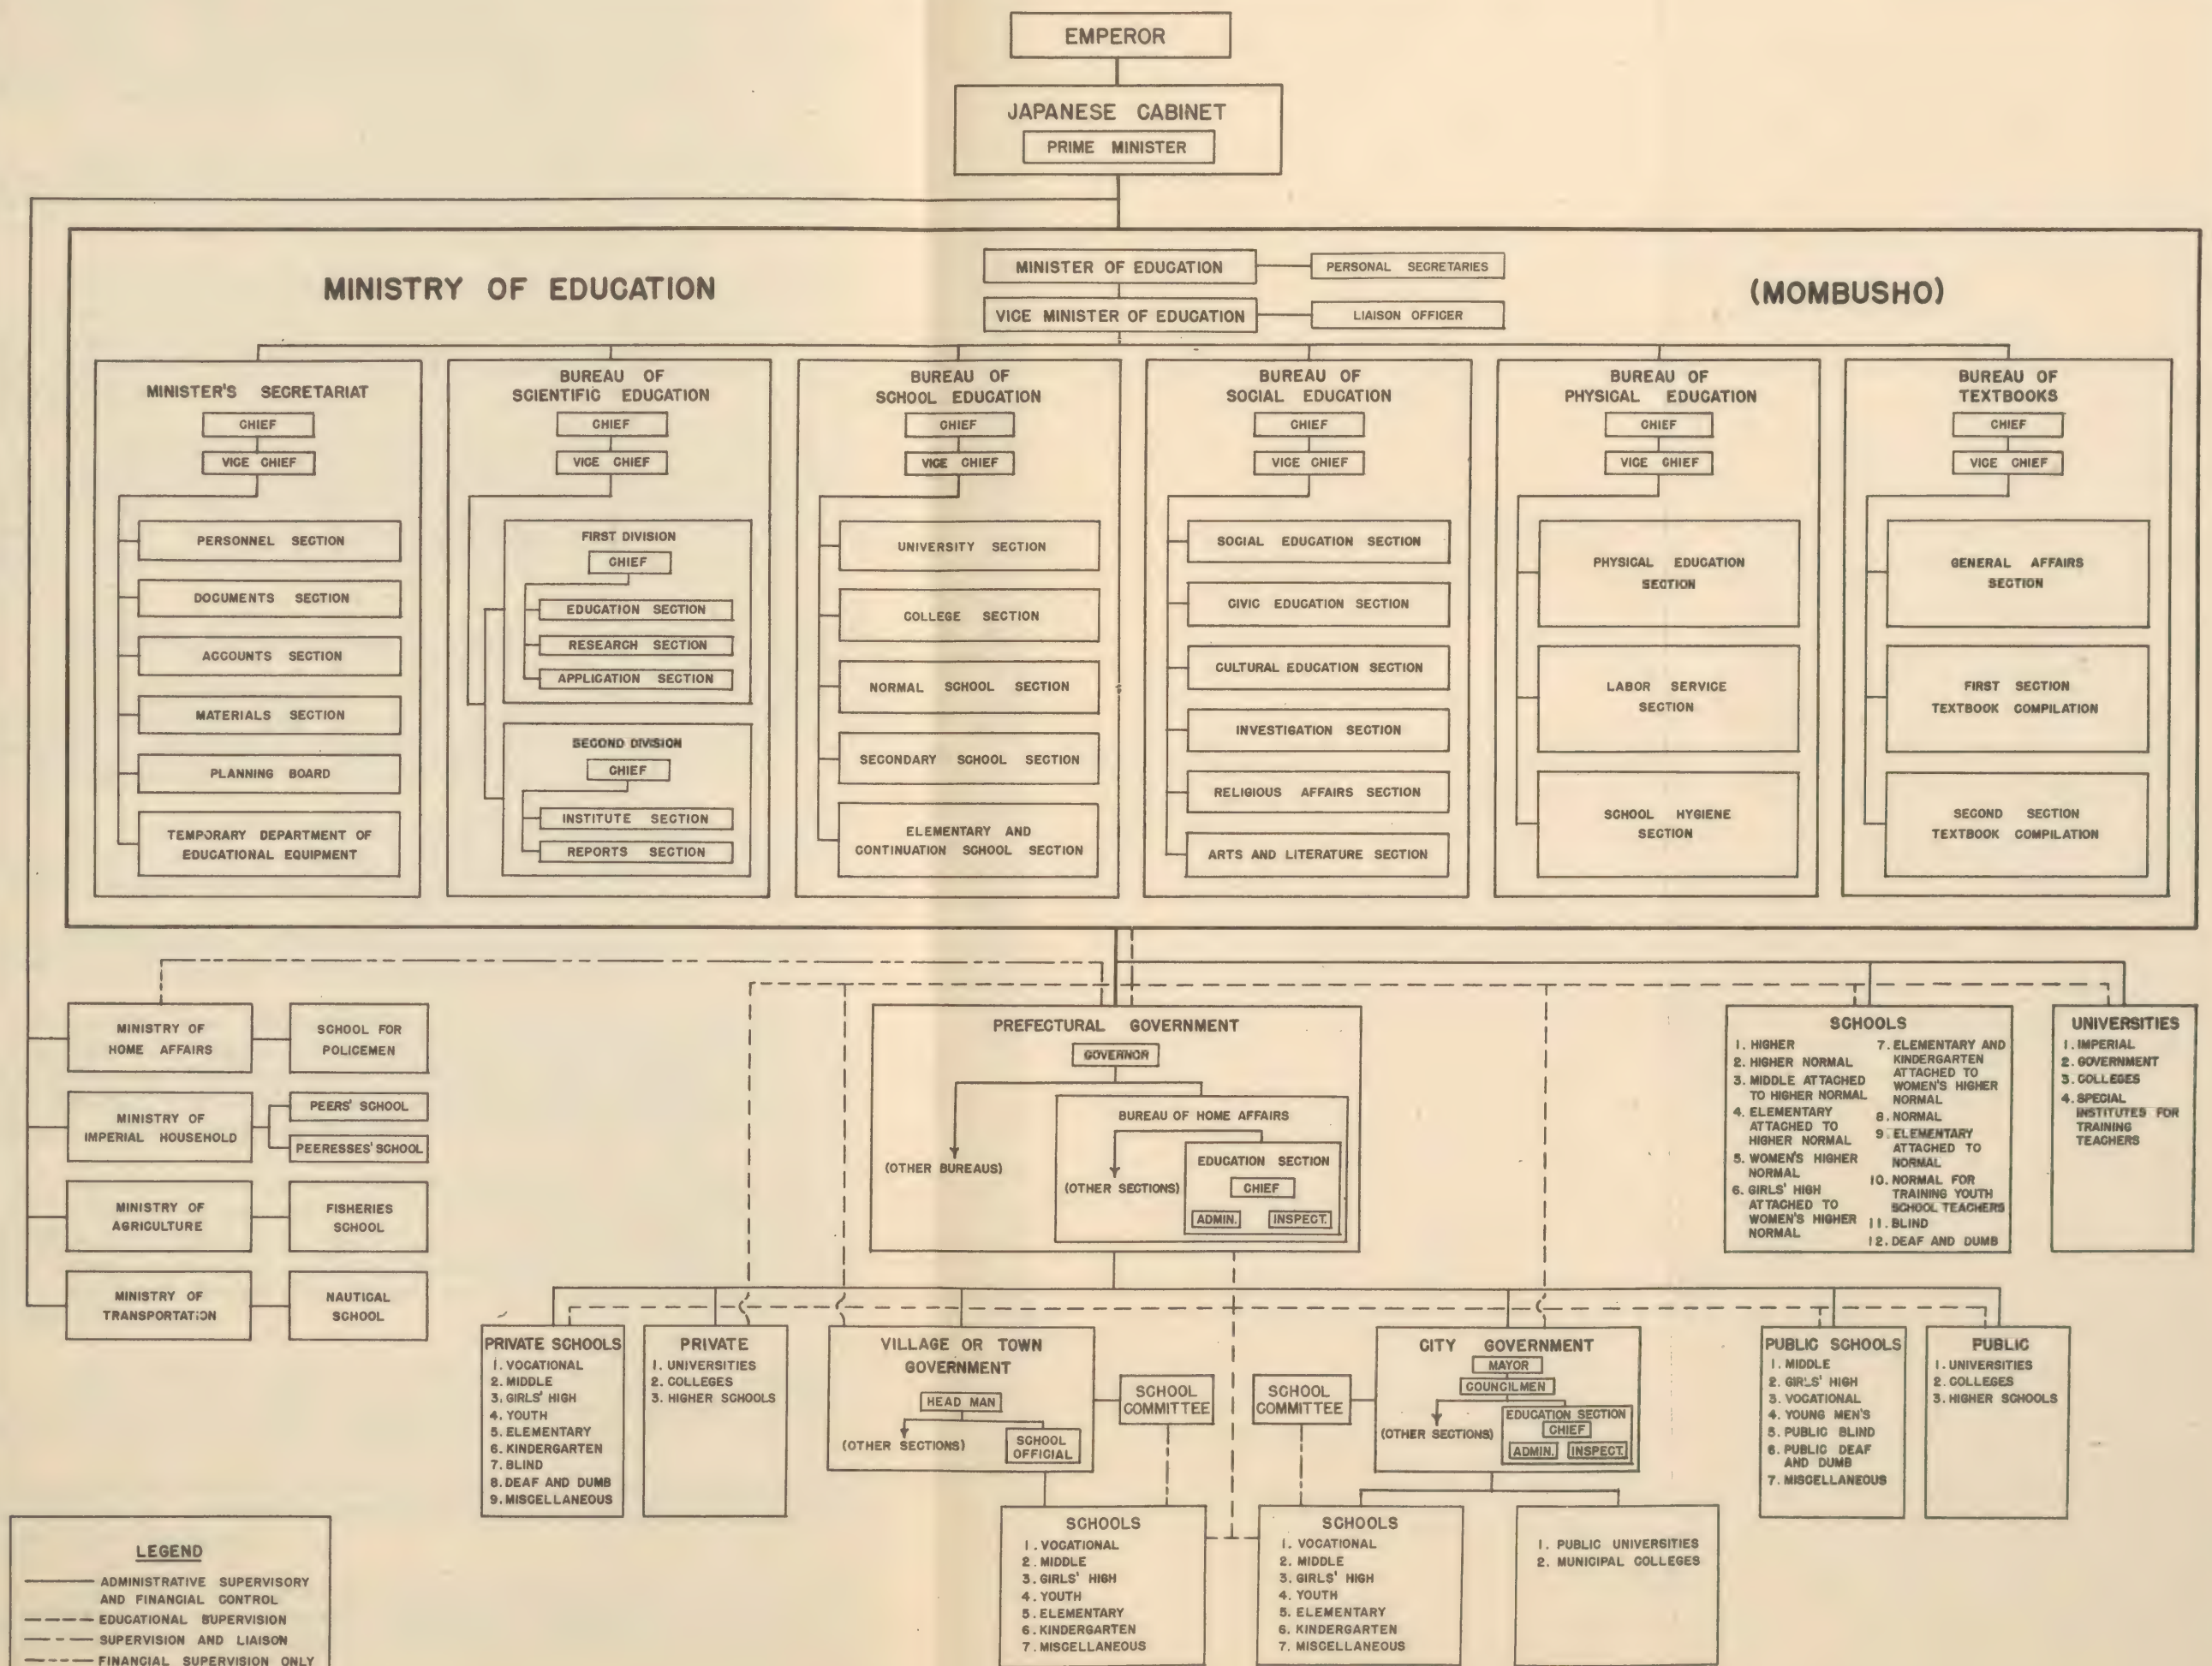 EMPEROR
JAPANESE CABINET
PRIME MINISTER
MINISTRY OF EDUCATION
MINISTER OF EDUCATION
PERSONAL SECRETARIES
(MOMBUSHO)
VICE MINISTER OF EDUCATION
LIAISON OFFICER
MINISTER'S SECRETARIAT
CHIEF
VICE CHIEF
PERSONNEL SECTION
DOCUMENTS SECTION
ACCOUNTS SECTION
MATERIALS SECTION
PLANNING BOARD
TEMPORARY DEPARTMENT OF
EDUCATIONAL EQUIPMENT
BUREAU OF
SCIENTIFIC EDUCATION
CHIEF
VICE CHIEF
FIRST DIVISION
CHIEF
EDUCATION SECTION
RESEARCH SECTION
APPLICATION SECTION
SECOND DIVISION
CHIEF
INSTITUTE SECTION
REPORTS SECTION
BUREAU OF
SCHOOL EDUCATION
CHIEF
VICE CHIEF
UNIVERSITY SECTION
COLLEGE SECTION
NORMAL SCHOOL SECTION
SECONDARY SCHOOL SECTION
ELEMENTARY AND
CONTINUATION SCHOOL SECTION
BUREAU OF
SOCIAL EDUCATION
CHIEF
VICE CHIEF
SOCIAL EDUCATION SECTION
CIVIC EDUCATION SECTION
CULTURAL EDUCATION SECTION
INVESTIGATION SECTION
RELIGIOUS AFFAIRS SECTION
ARTS AND LITERATURE SECTION
BUREAU OF
PHYSICAL EDUCATION
CHIEF
VICE CHIEF
PHYSICAL EDUCATION
SECTION
LABOR SERVICE
SECTION
SCHOOL HYGIENE
SECTION
BUREAU OF
TEXTBOOKS
CHIEF
VICE CHIEF
GENERAL AFFAIRS
SECTION
FIRST SECTION
TEXTBOOK COMPILATION
SECOND SECTION
TEXTBOOK COMPILATION
MINISTRY OF
HOME AFFAIRS
SCHOOL FOR
POLICEMEN
MINISTRY OF
IMPERIAL HOUSEHOLD
PEERS' SCHOOL
PEERESSES' SCHOOL
MINISTRY OF
AGRICULTURE
FISHERIES
SCHOOL
MINISTRY OF
TRANSPORTATION
NAUTICAL
SCHOOL
PREFECTURAL GOVERNMENT
GOVERNOR
(OTHER BUREAUS)
BUREAU OF HOME AFFAIRS
(OTHER SECTIONS)
EDUCATION SECTION
CHIEF
ADMIN.
INSPECT.
SCHOOLS
1. HIGHER
2. HIGHER NORMAL
3. MIDDLE ATTACHED
TO HIGHER NORMAL
4. ELEMENTARY
ATTACHED TO
HIGHER NORMAL
5. WOMEN'S HIGHER
NORMAL
6. GIRLS' HIGH
ATTACHED TO
WOMEN'S HIGHER
NORMAL
7. ELEMENTARY AND
KINDERGARTEN
ATTACHED TO
WOMEN'S HIGHER
NORMAL
8. NORMAL
9. ELEMENTARY
ATTACHED TO
NORMAL
10. NORMAL FOR
TRAINING YOUTH
SCHOOL TEACHERS
11. BLIND
12. DEAF AND DUMB
UNIVERSITIES
1. IMPERIAL
2. GOVERNMENT
3. COLLEGES
4. SPECIAL
INSTITUTES FOR
TRAINING
TEACHERS
PRIVATE SCHOOLS
1. VOCATIONAL
2. MIDDLE
3. GIRLS' HIGH
4. YOUTH
5. ELEMENTARY
6. KINDERGARTEN
7. BLIND
8. DEAF AND DUMB
9. MISCELLANEOUS
PRIVATE
1. UNIVERSITIES
2. COLLEGES
3. HIGHER SCHOOLS
VILLAGE OR TOWN
GOVERNMENT
HEAD MAN
(OTHER SECTIONS)
SCHOOL
OFFICIAL
SCHOOL
COMMITTEE
SCHOOL
COMMITTEE
CITY GOVERNMENT
MAYOR
COUNCILMEN
(OTHER SECTIONS)
EDUCATION SECTION
CHIEF
ADMIN.
INSPECT.
PUBLIC SCHOOLS
1. MIDDLE
2. GIRLS' HIGH
3. VOCATIONAL
4. YOUNG MEN'S
5. PUBLIC BLIND
6. PUBLIC DEAF
AND DUMB
7. MISCELLANEOUS
PUBLIC
1. UNIVERSITIES
2. COLLEGES
3. HIGHER SCHOOLS
SCHOOLS
1. VOCATIONAL
2. MIDDLE
3. GIRLS' HIGH
4. YOUTH
5. ELEMENTARY
6. KINDERGARTEN
7. MISCELLANEOUS
SCHOOLS
1. VOCATIONAL
2. MIDDLE
3. GIRLS' HIGH
4. YOUTH
5. ELEMENTARY
6. KINDERGARTEN
7. MISCELLANEOUS
1. PUBLIC UNIVERSITIES
2. MUNICIPAL COLLEGES
LEGEND
ADMINISTRATIVE SUPERVISORY
AND FINANCIAL CONTROL
EDUCATIONAL SUPERVISION
SUPERVISION AND LIAISON
FINANCIAL SUPERVISION ONLY